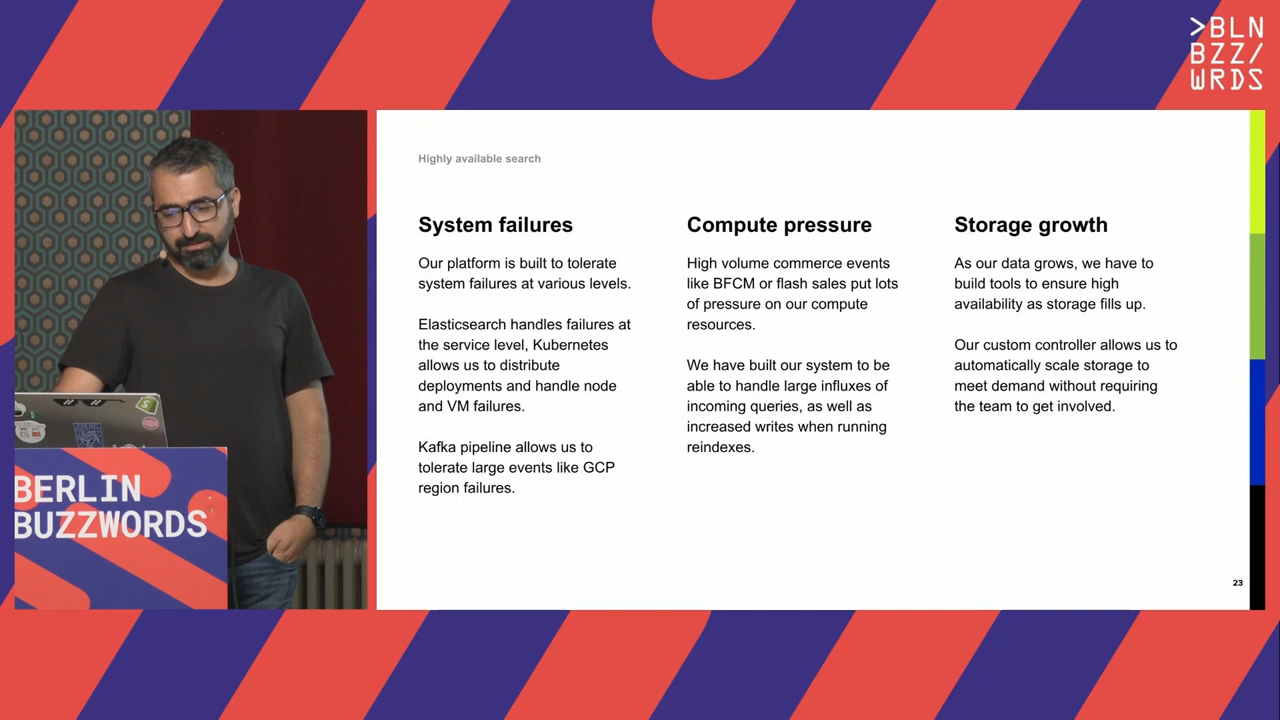 >BLN
BZZ/
WRDS
Highly available search
System failures
Our platform is built to tolerate
system failures at various levels.
Elasticsearch handles failures at
the service level, Kubernetes
allows us to distribute
deployments and handle node
and VM failures.
Kafka pipeline allows us to
tolerate large events like GCP
region failures.
Compute pressure
High volume commerce events
like BFCM or flash sales put lots
of pressure on our compute
resources.
We have built our system to be
able to handle large influxes of
incoming queries, as well as
increased writes when running
reindexes.
Storage growth
As our data grows, we have to
build tools to ensure high
availability as storage fills up.
Our custom controller allows us to
automatically scale storage to
meet demand without requiring
the team to get involved.
23
BERLIN
BUZZWORDS